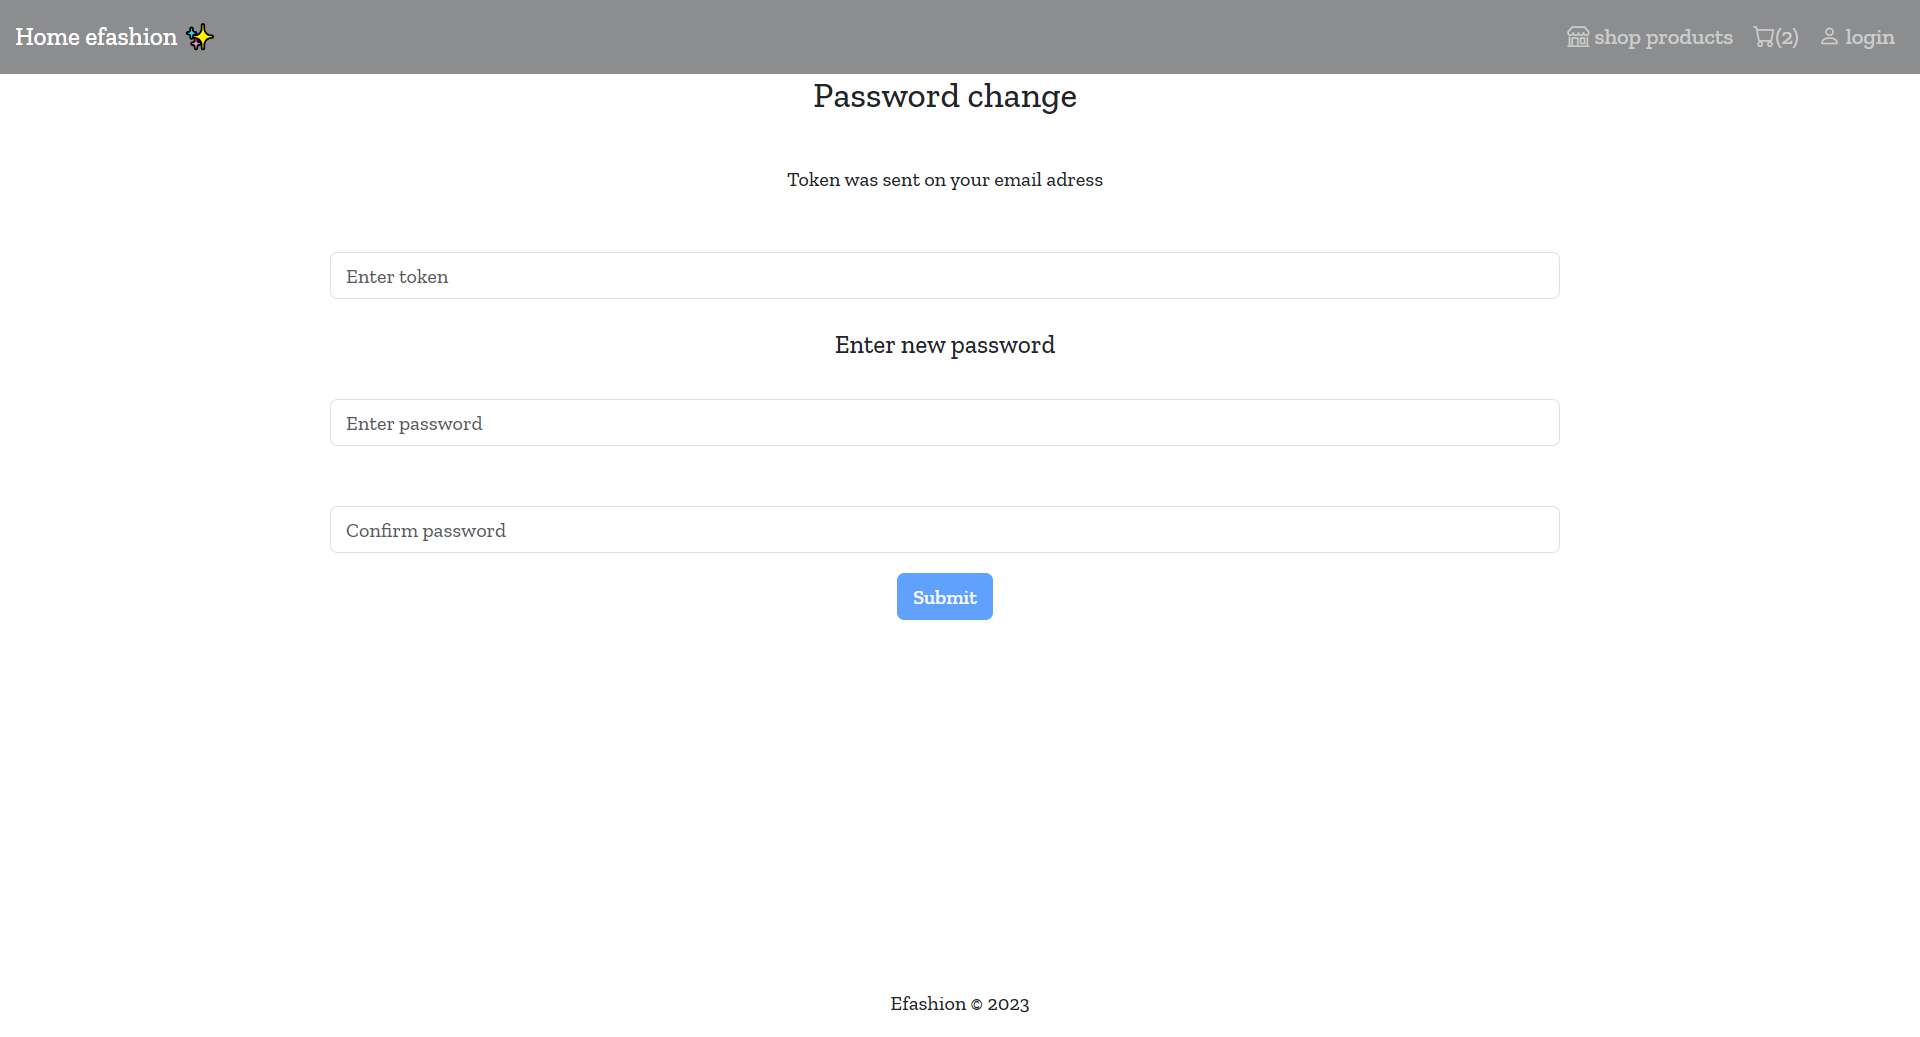 Home efashion ✨
shop products
(2)
login
Password change
Token was sent on your email adress
Enter token
Enter new password
Enter password
Confirm password
Submit
Efashion © 2023